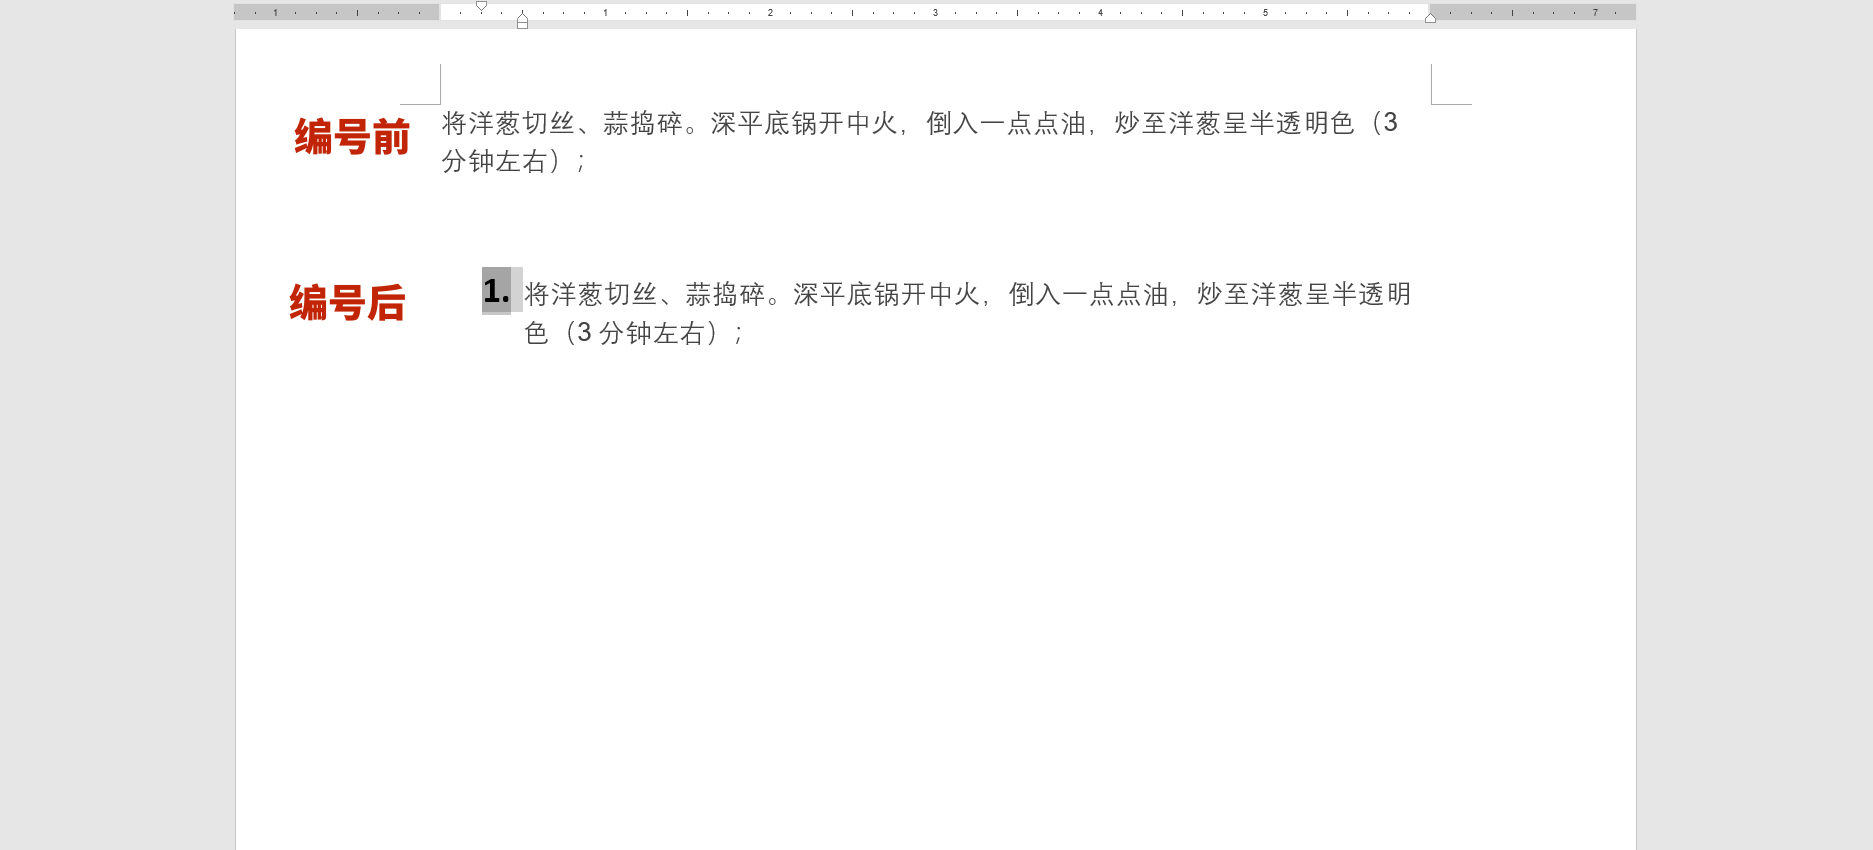 1 1 2 3 4 5 7
编号前
将洋葱切丝、蒜捣碎。深平底锅开中火，倒入一点点油，炒至洋葱呈半透明色（3
分钟左右）；
编号后
1. 将洋葱切丝、蒜捣碎。深平底锅开中火，倒入一点点油，炒至洋葱呈半透明
色（3 分钟左右）；